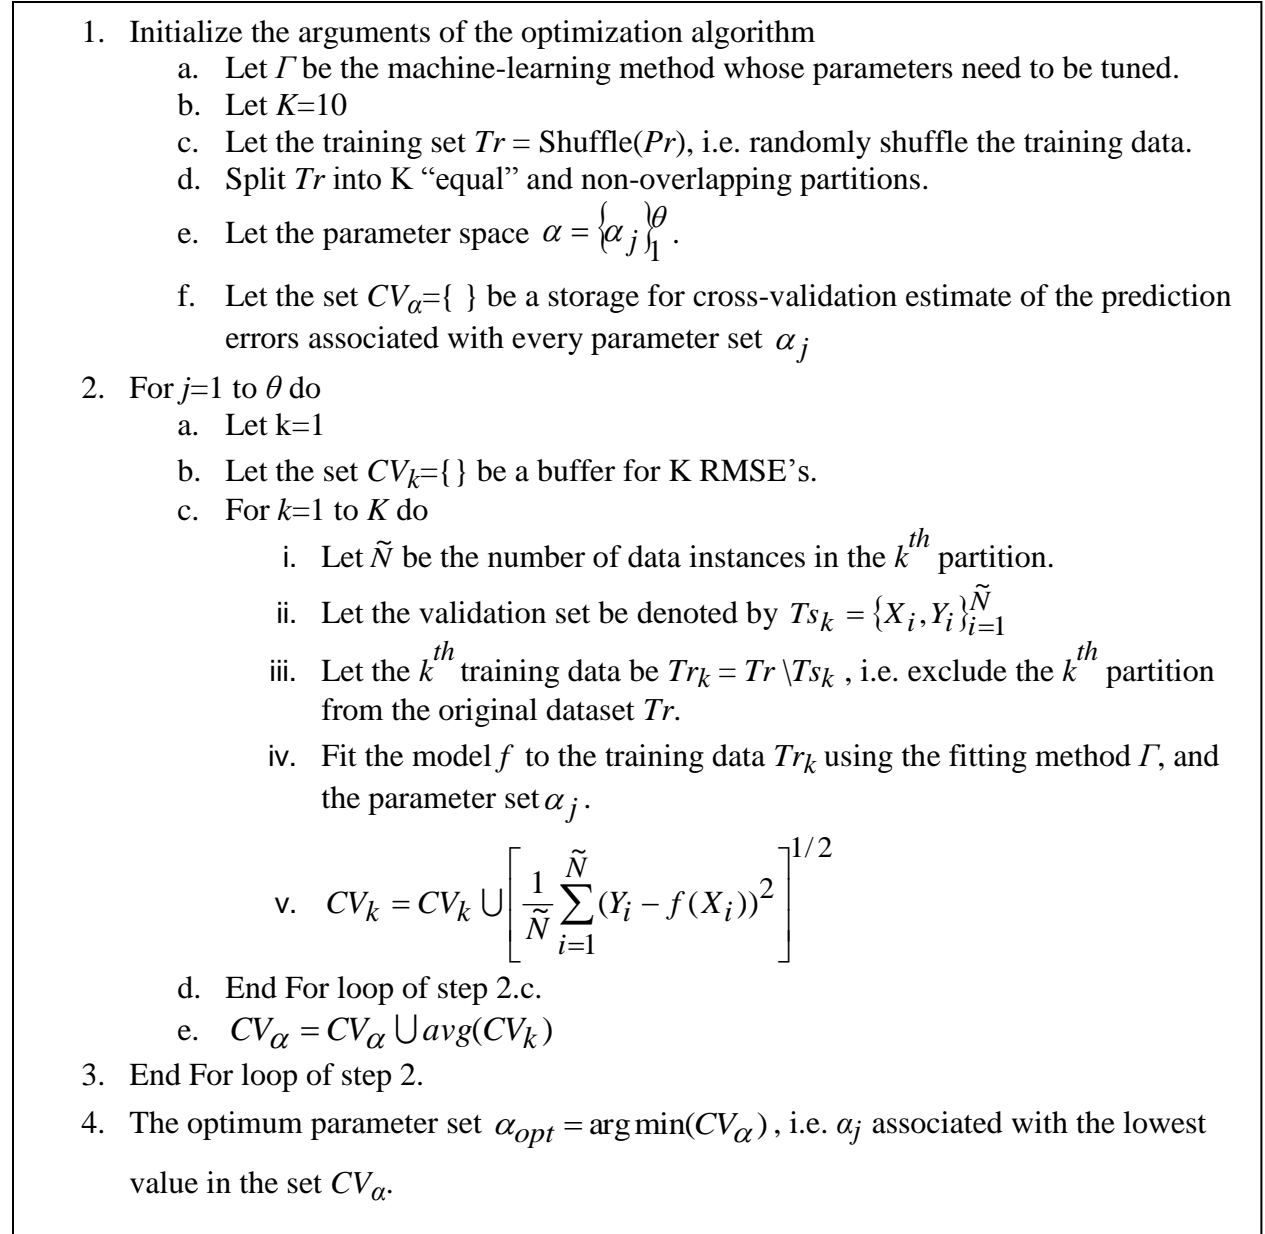 1. Initialize the arguments of the optimization algorithm
a. Let Γ be the machine-learning method whose parameters need to be tuned.
b. Let K=10
c. Let the training set Tr = Shuffle(Pr), i.e. randomly shuffle the training data.
d. Split Tr into K “equal” and non-overlapping partitions.
e. Let the parameter space α = {α_j}_1^θ .
f. Let the set CV_α={ } be a storage for cross-validation estimate of the prediction
errors associated with every parameter set α_j
2. For j=1 to θ do
a. Let k=1
b. Let the set CV_k={} be a buffer for K RMSE’s.
c. For k=1 to K do
i. Let Ñ be the number of data instances in the k^th partition.
ii. Let the validation set be denoted by Ts_k = {X_i, Y_i}_{i=1}^Ñ
iii. Let the k^th training data be Tr_k = Tr \Ts_k , i.e. exclude the k^th partition
from the original dataset Tr.
iv. Fit the model f to the training data Tr_k using the fitting method Γ, and
the parameter set α_j .
v. CV_k = CV_k ∪ [ 1/Ñ ∑_{i=1}^Ñ (Y_i − f(X_i))^2 ]^1/2
d. End For loop of step 2.c.
e. CV_α = CV_α ∪ avg(CV_k)
3. End For loop of step 2.
4. The optimum parameter set α_opt = arg min(CV_α) , i.e. α_j associated with the lowest
value in the set CV_α.